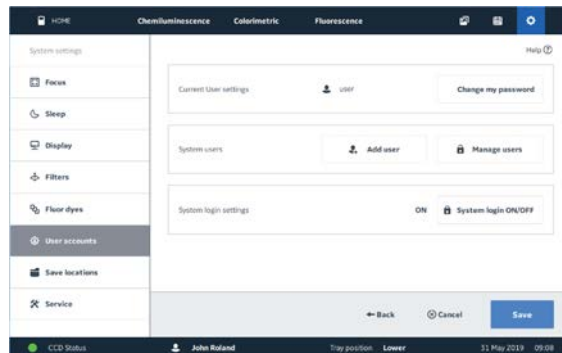 HOME Chemiluminescence Colorimetric Fluorescence
System settings
Help
Focus
Sleep
Display
Filters
Fluor dyes
User accounts
Save locations
Service
Current User settings user Change my password
System users Add user Manage users
System login settings ON System login ON/OFF
Back Cancel Save
CCD Status John Roland Tray position Lower 31 May 2019 09:08